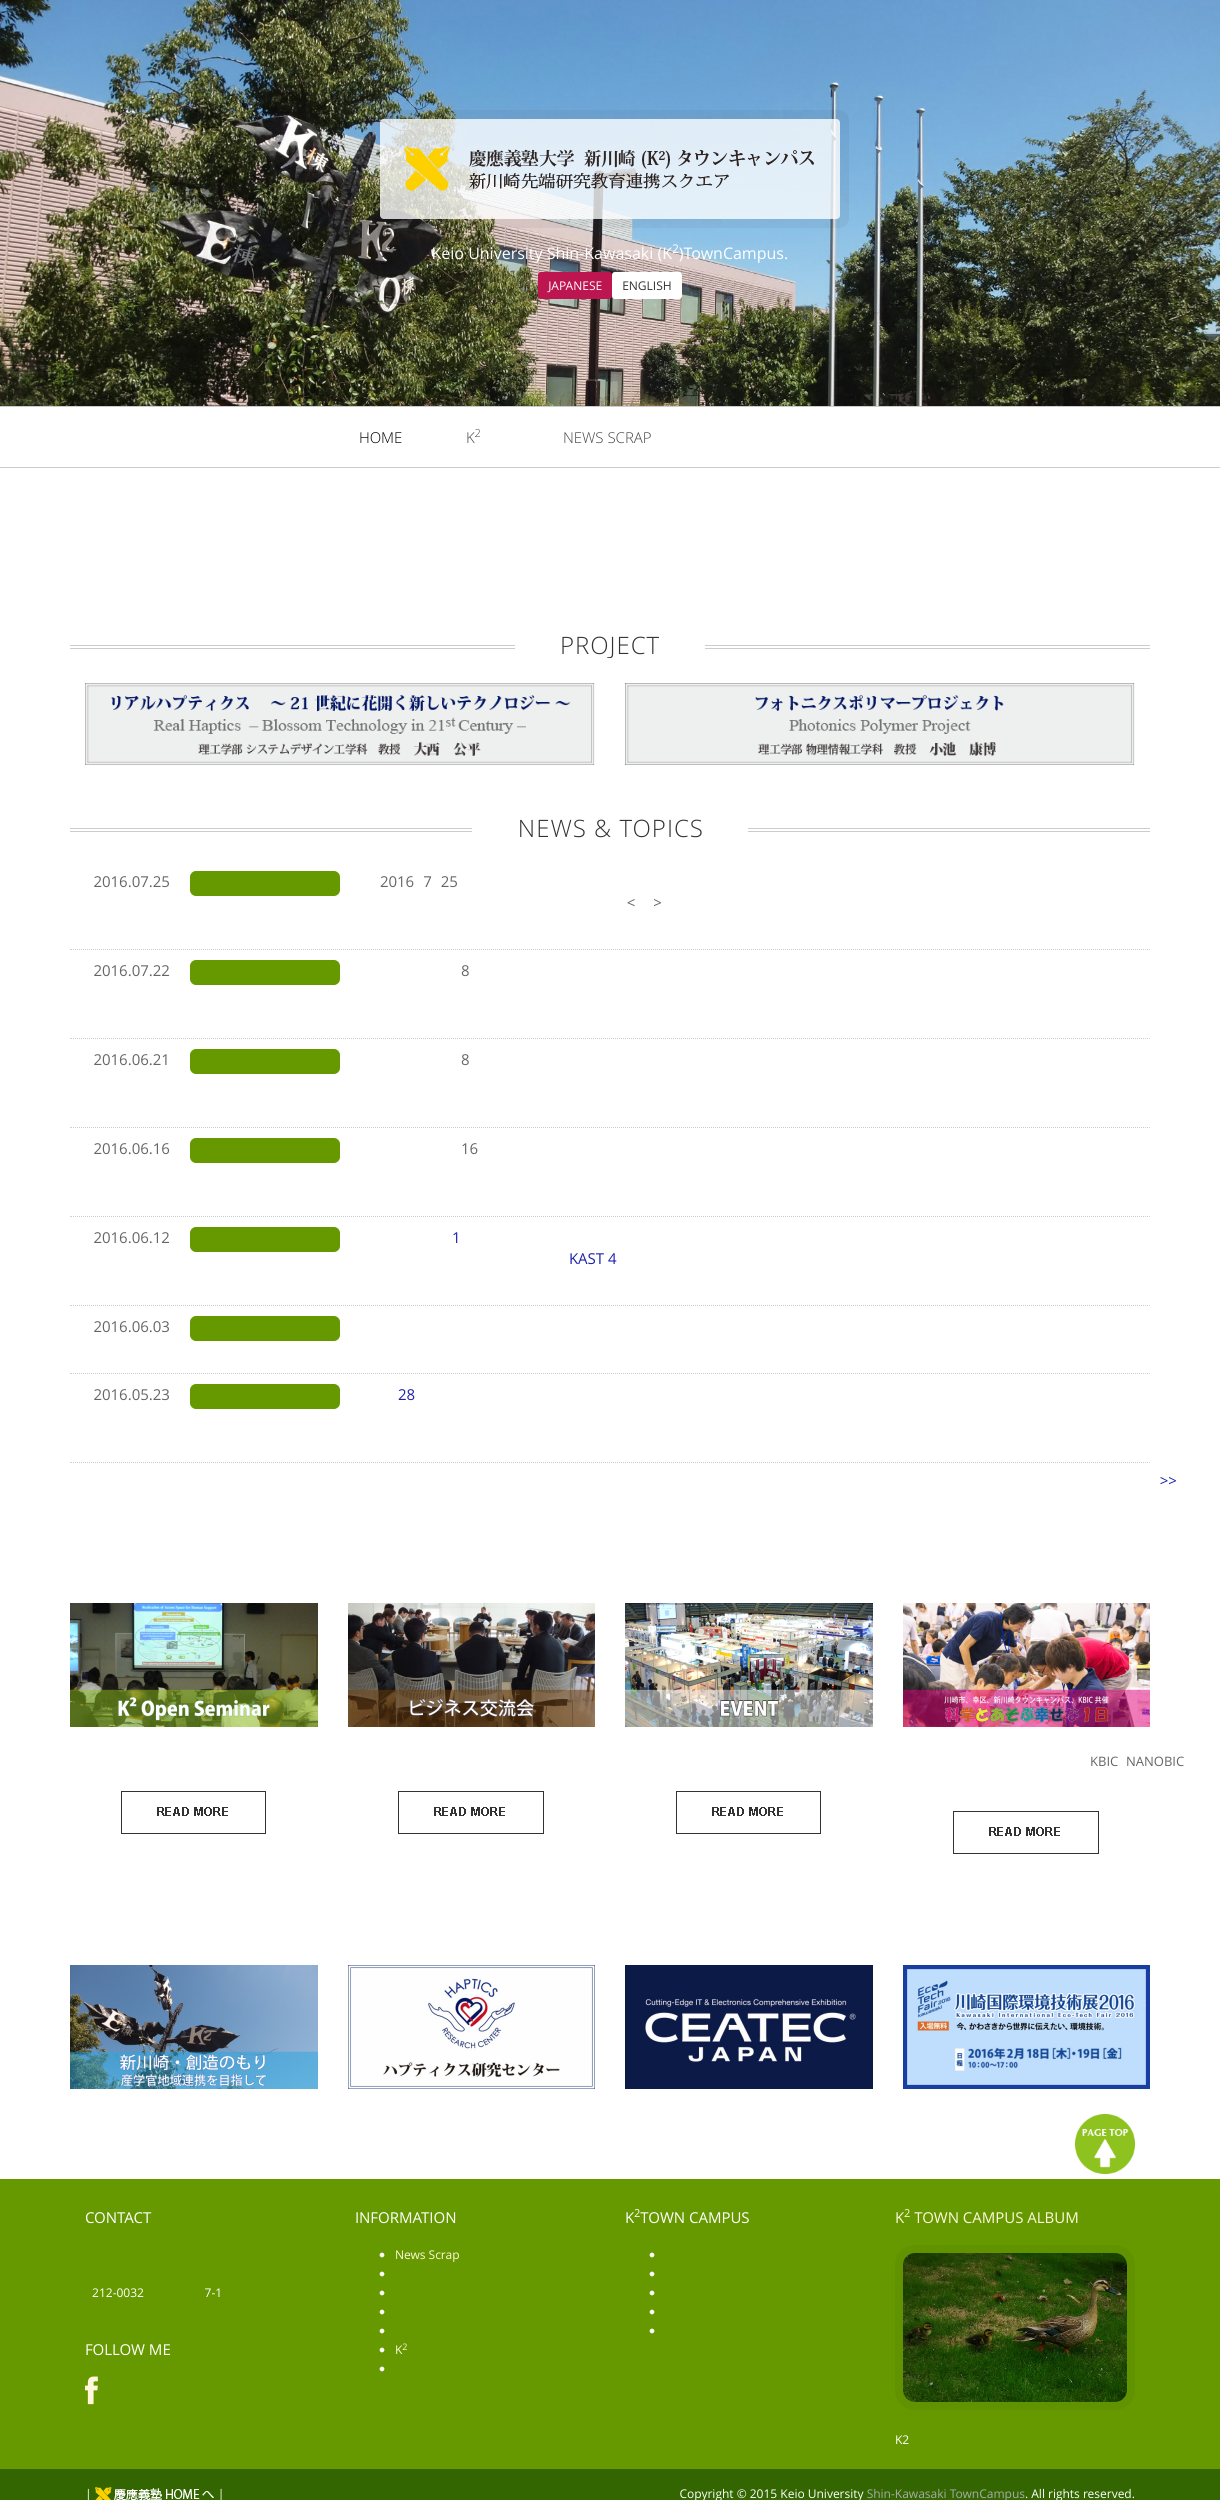 K棟
E棟
K²
O棟
慶應義塾大学 新川崎 (K²) タウンキャンパス
新川崎先端研究教育連携スクエア
Keio University Shin-Kawasaki (K²)TownCampus.
JAPANESE ENGLISH
HOME K² NEWS SCRAP
PROJECT
リアルハプティクス ～ 21 世紀に花開く新しいテクノロジー ～
Real Haptics – Blossom Technology in 21st Century –
理工学部 システムデザイン工学科 教授 大西 公平
フォトニクスポリマープロジェクト
Photonics Polymer Project
理工学部 物理情報工学科 教授 小池 康博
NEWS & TOPICS
2016.07.25 2016 7 25
< >
2016.07.22 8
2016.06.21 8
2016.06.16 16
2016.06.12 1
KAST 4
2016.06.03
2016.05.23 28
>>
K² Open Seminar
ビジネス交流会
EVENT
川崎市、幸区、新川崎タウンキャンパス、KBIC 共催
科学とあそぶ幸せな1日
KBIC NANOBIC
READ MORE
READ MORE
READ MORE
READ MORE
E
K²
新川崎・創造のもり
産学官地域連携を目指して
HAPTICS
RESEARCH CENTER
ハプティクス研究センター
Cutting-Edge IT & Electronics Comprehensive Exhibition
CEATEC®
JAPAN
Eco Tech Fair 2016
川崎国際環境技術展2016
Kawasaki International Eco-Tech Fair 2016
入場無料 今、かわさきから世界に伝えたい、環境技術。
日程 2016年2月18日[木]・19日[金]
10:00〜17:00
PAGE TOP
CONTACT
212-0032 7-1
FOLLOW ME
f
INFORMATION
News Scrap
K²
K²TOWN CAMPUS
K² TOWN CAMPUS ALBUM
K2
| 慶應義塾 HOME へ |
Copyright © 2015 Keio University Shin-Kawasaki TownCampus. All rights reserved.